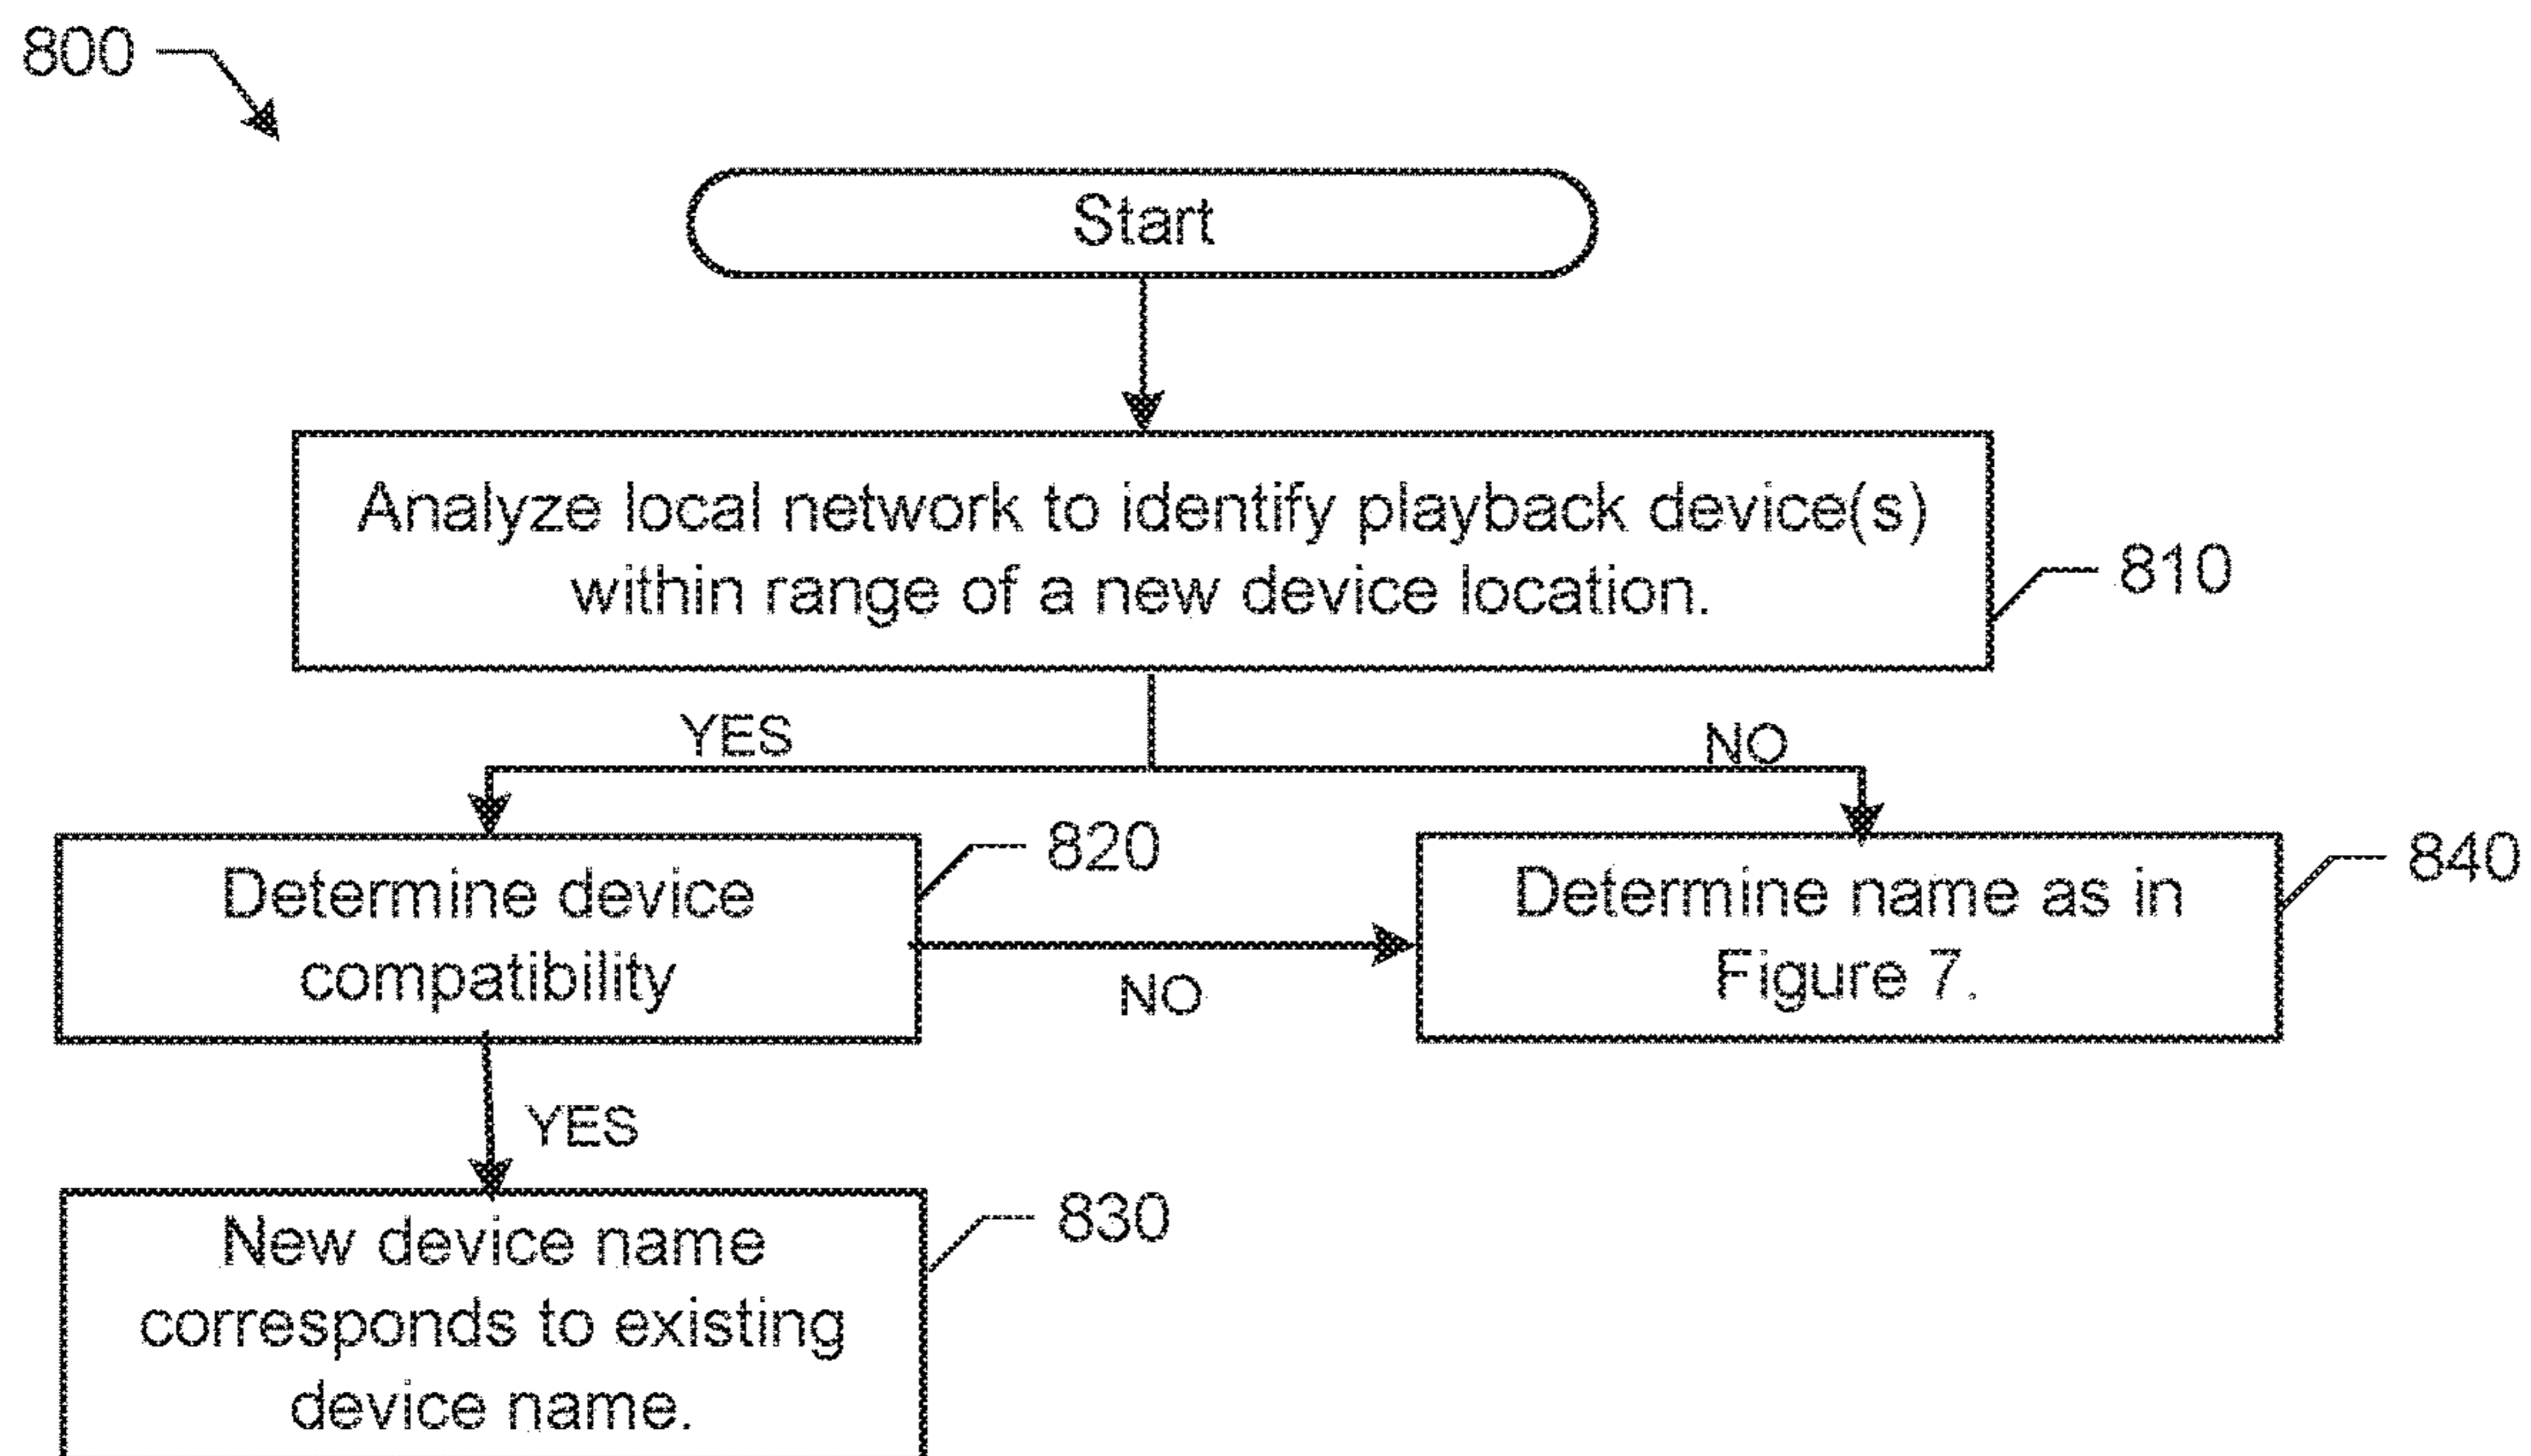 800
Start
Analyze local network to identify playback device(s)
within range of a new device location.
810
YES
NO
Determine device
compatibility
820
NO
Determine name as in
Figure 7.
840
YES
New device name
corresponds to existing
device name.
830